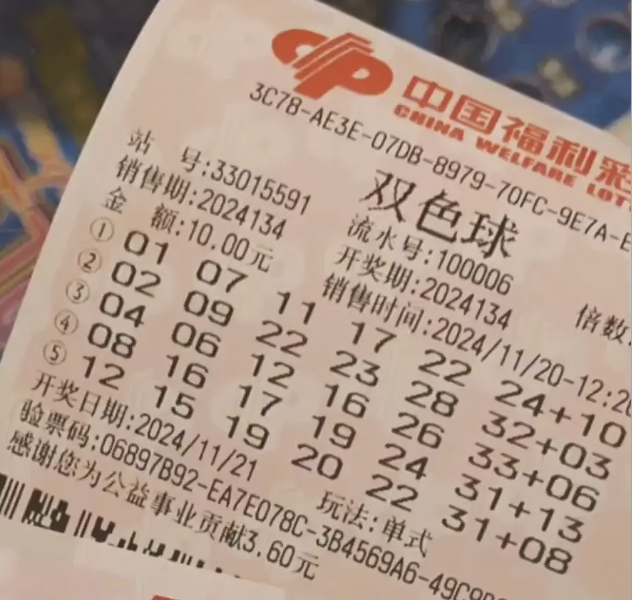 中国福利彩
CHINA WELFARE LOT
3C78-AE3E-07DB-8979-70FC-9E7A-E
双色球
站 号:33015591 流水号:100006
销售期:2024134 开奖期:2024134 倍数:
金 额:10.00元 销售时间:2024/11/20-12:20
① 01 07 11 17 22 24+10
② 02 09 22 23 28 32+03
③ 04 06 12 16 26 33+06
④ 08 16 17 19 24 31+13
⑤ 12 15 19 20 22 31+08
开奖日期:2024/11/21 玩法:单式
验票码:06897B92-EA7E078C-3B4569A6-49C9D
感谢您为公益事业贡献3.60元